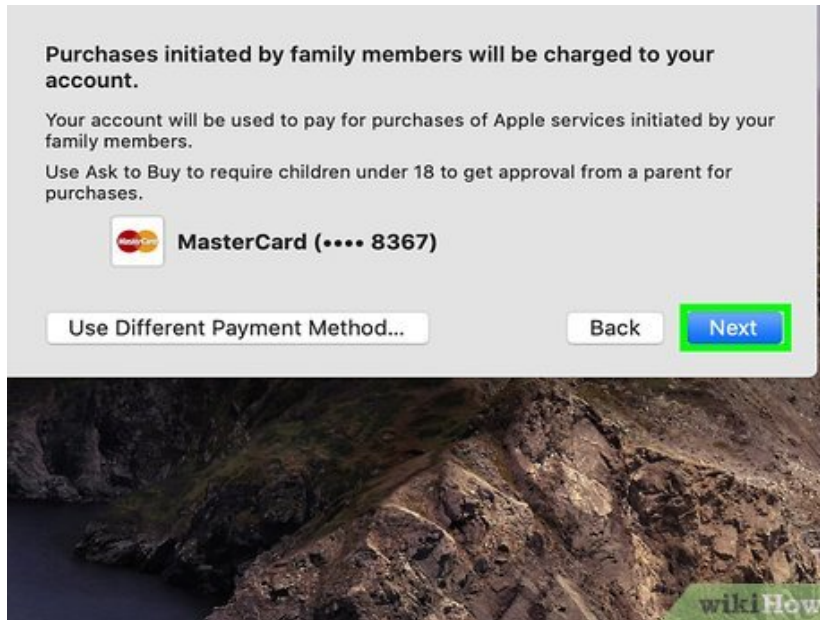 Purchases initiated by family members will be charged to your
account.
Your account will be used to pay for purchases of Apple services initiated by your
family members.
Use Ask to Buy to require children under 18 to get approval from a parent for
purchases.
MasterCard (•••• 8367)
Use Different Payment Method... Back Next
wikiHow